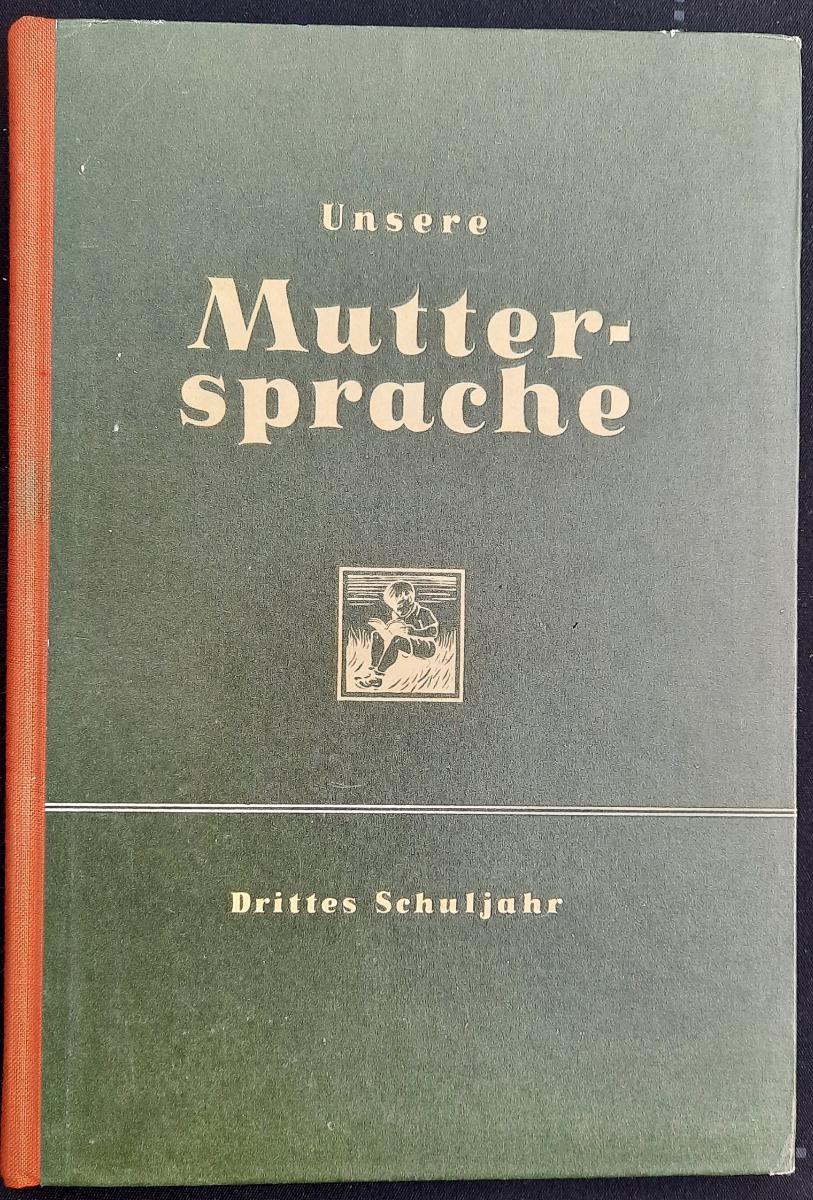 Unsere
Mutter-
sprache
Drittes Schuljahr